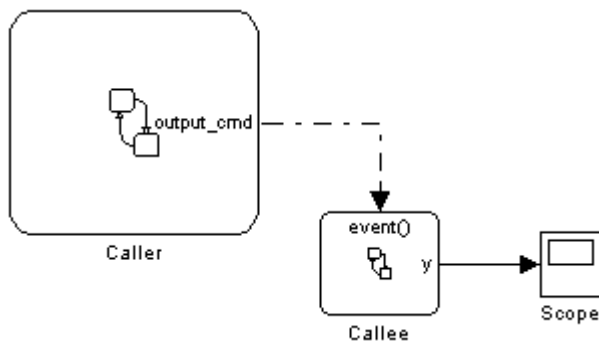 output_cmd
Caller
event()
y
Callee
Scope